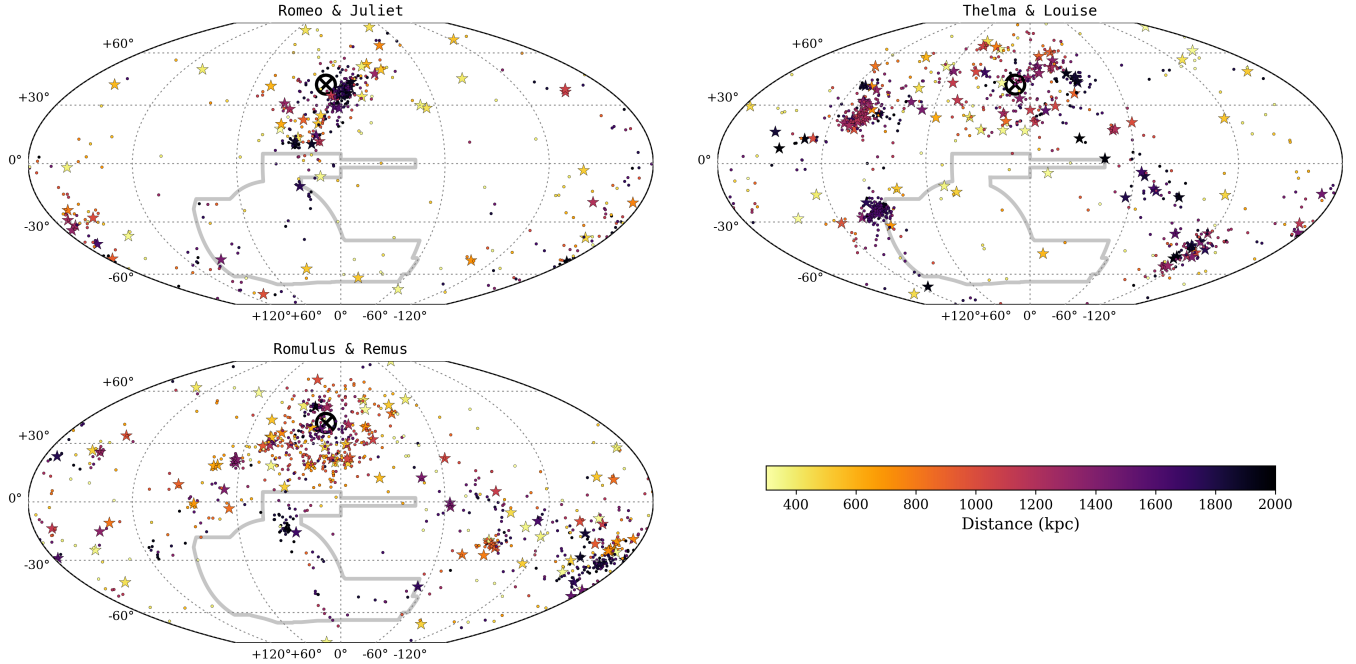 Romeo & Juliet
+60°
+30°
0°
-30°
-60°
+120° +60° 0° -60° -120°
Thelma & Louise
+60°
+30°
0°
-30°
-60°
+120° +60° 0° -60° -120°
Romulus & Remus
+60°
+30°
0°
-30°
-60°
+120° +60° 0° -60° -120°
400 600 800 1000 1200 1400 1600 1800 2000
Distance (kpc)